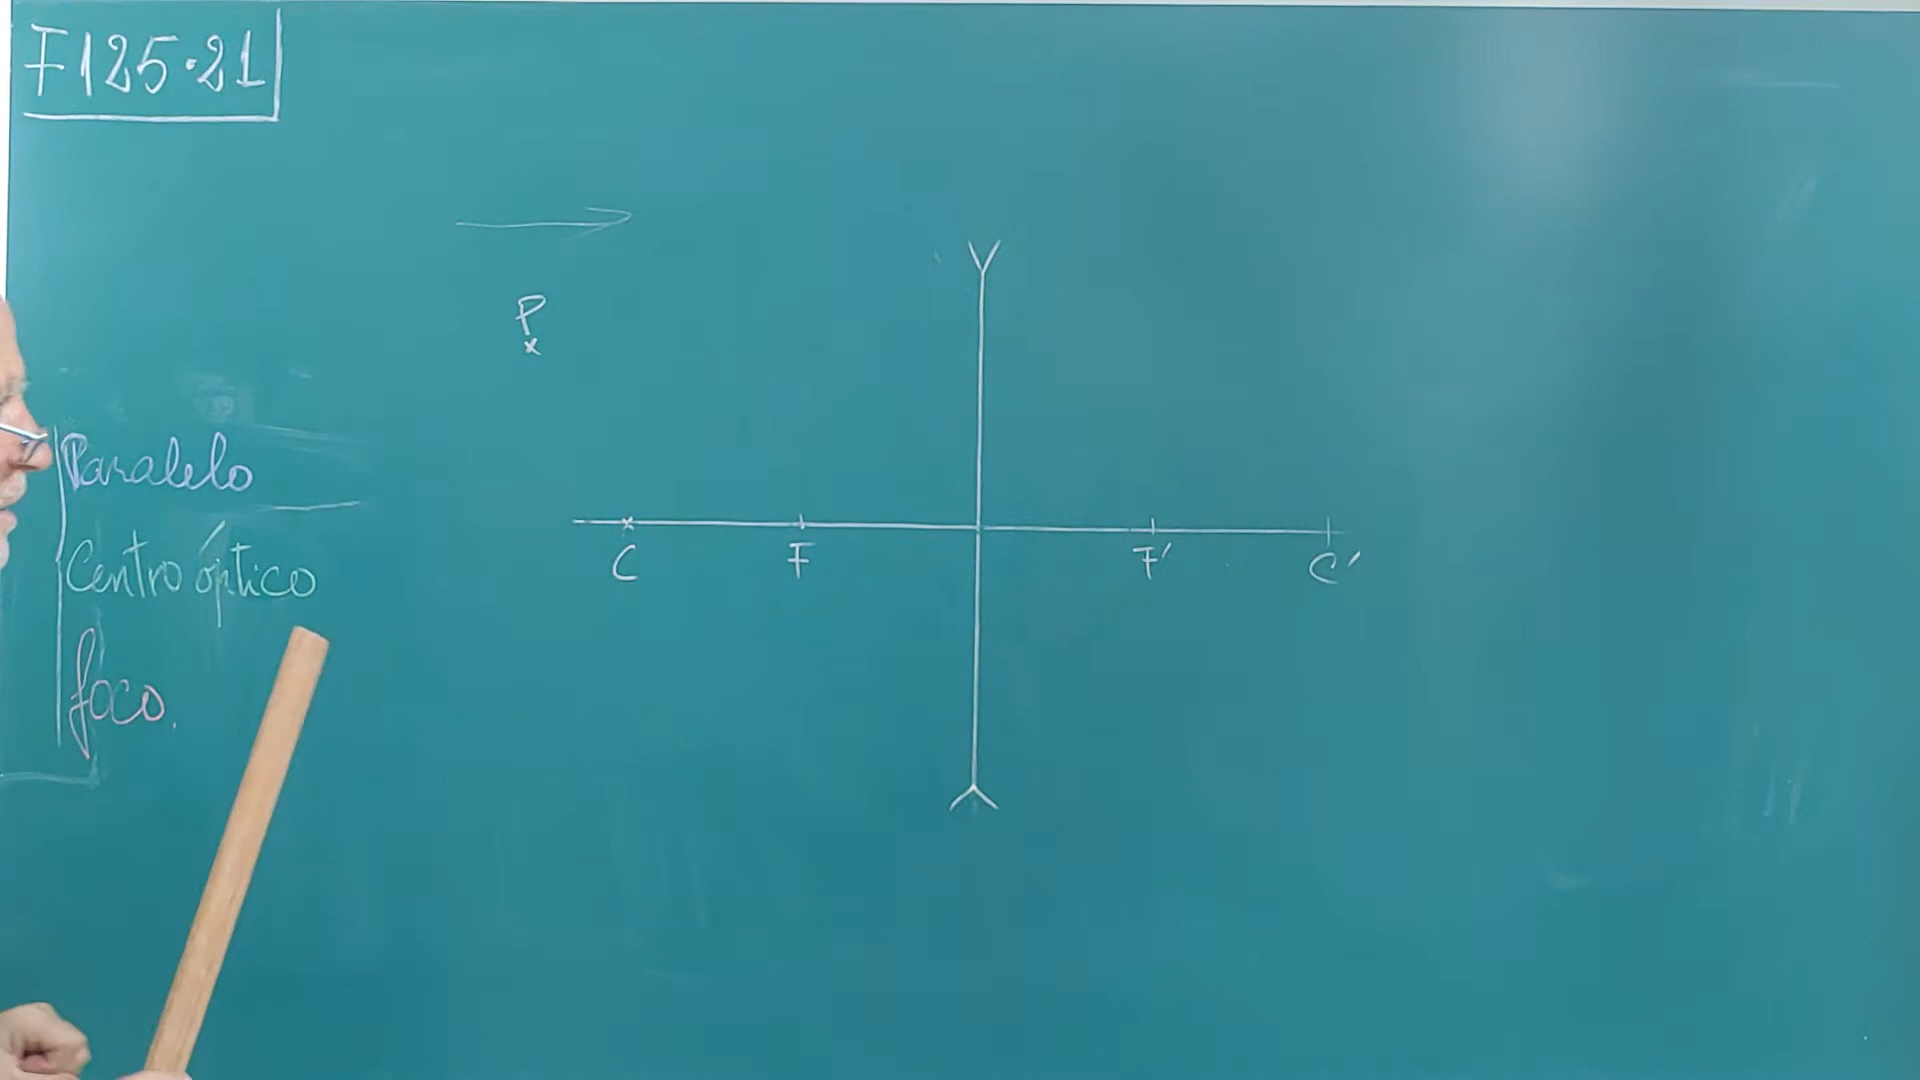 F125.21
P
Paralelo
Centro óptico
foco.
C F F' C'